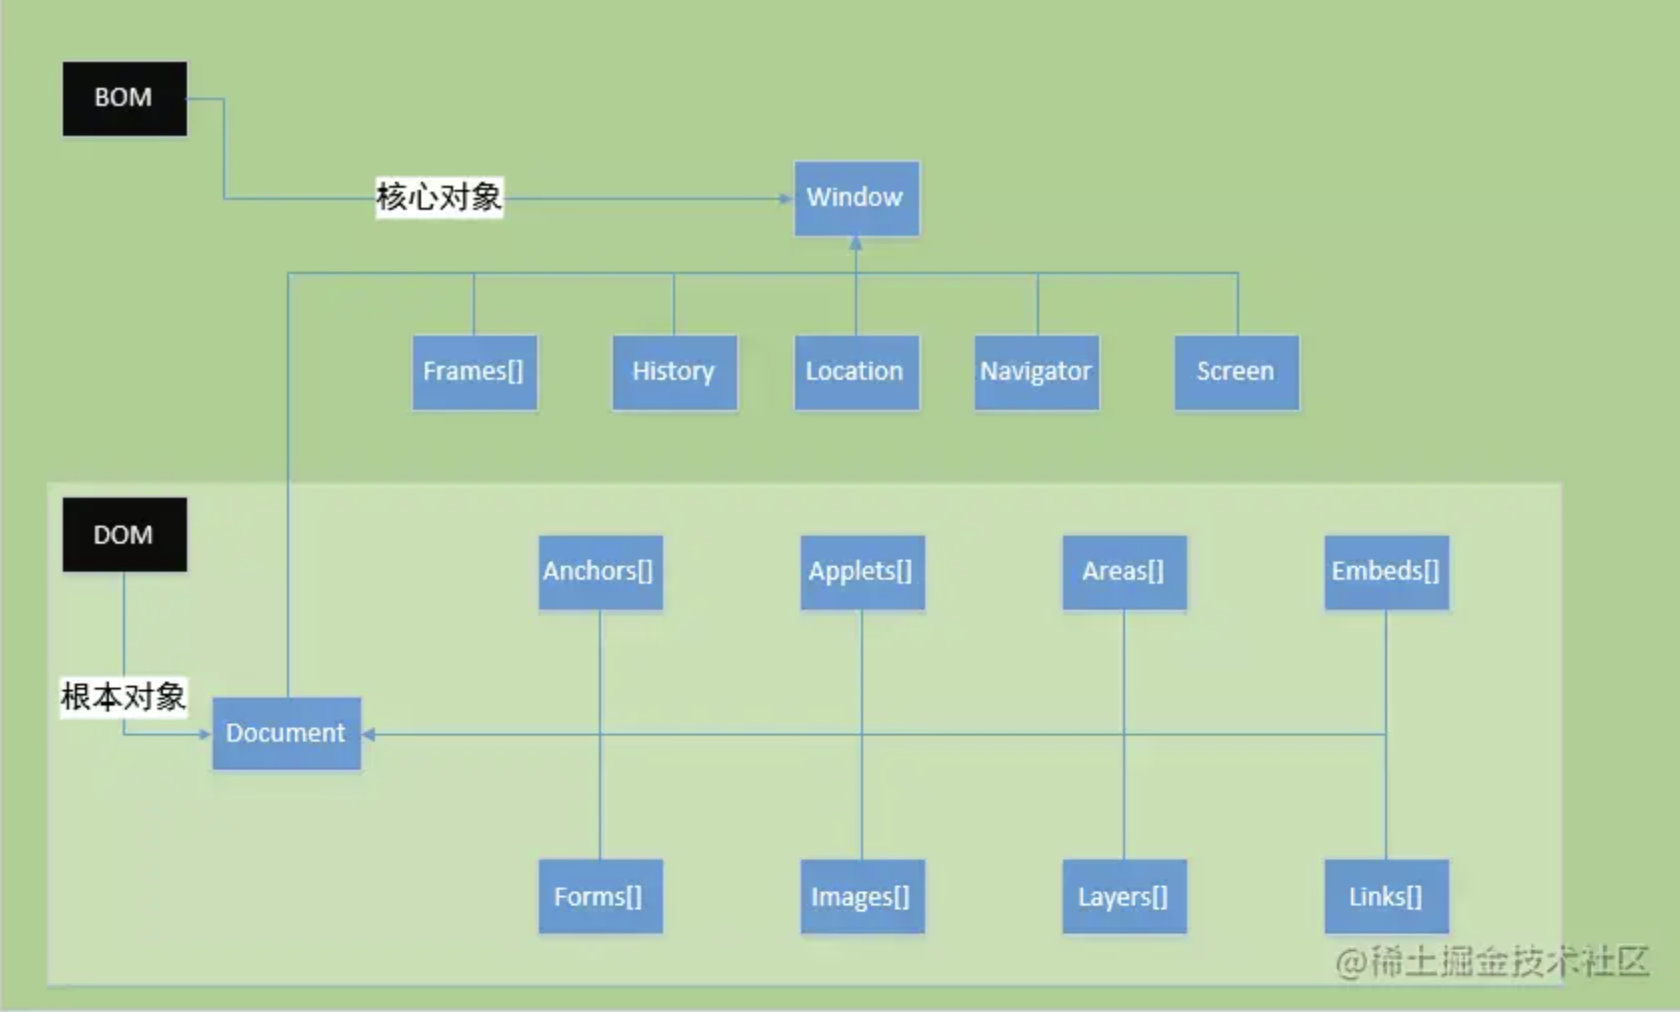 BOM
核心对象
Window
Frames[]
History
Location
Navigator
Screen
DOM
Anchors[]
Applets[]
Areas[]
Embeds[]
根本对象
Document
Forms[]
Images[]
Layers[]
Links[]
@稀土掘金技术社区